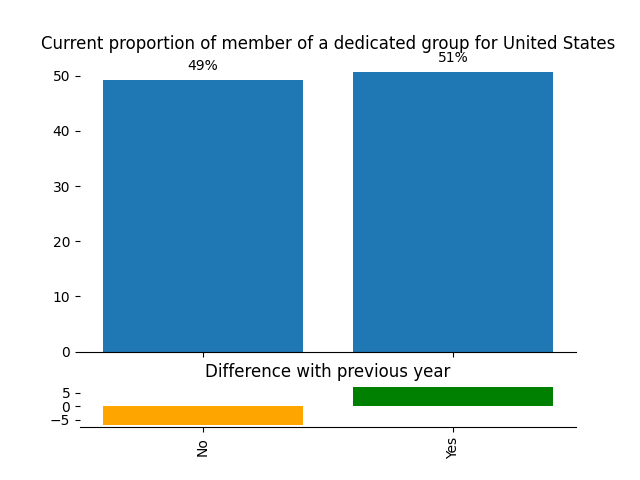 Current proportion of member of a dedicated group for United States
49%
51%
50
40
30
20
10
0
Difference with previous year
5
0
−5
No
Yes